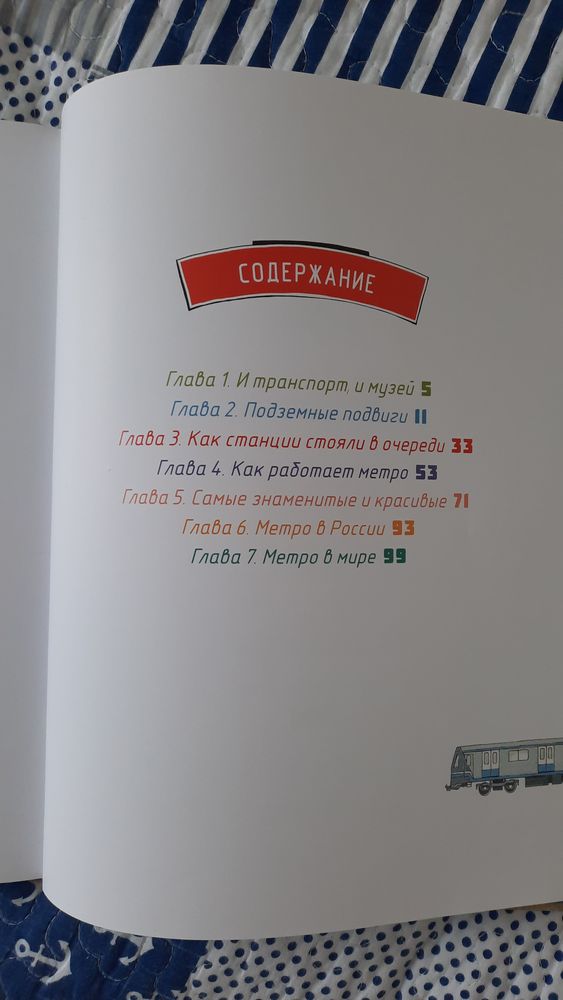 СОДЕРЖАНИЕ
Глава 1. И транспорт, и музей 5
Глава 2. Подземные подвиги 11
Глава 3. Как станции стояли в очереди 33
Глава 4. Как работает метро 53
Глава 5. Самые знаменитые и красивые 71
Глава 6. Метро в России 93
Глава 7. Метро в мире 99